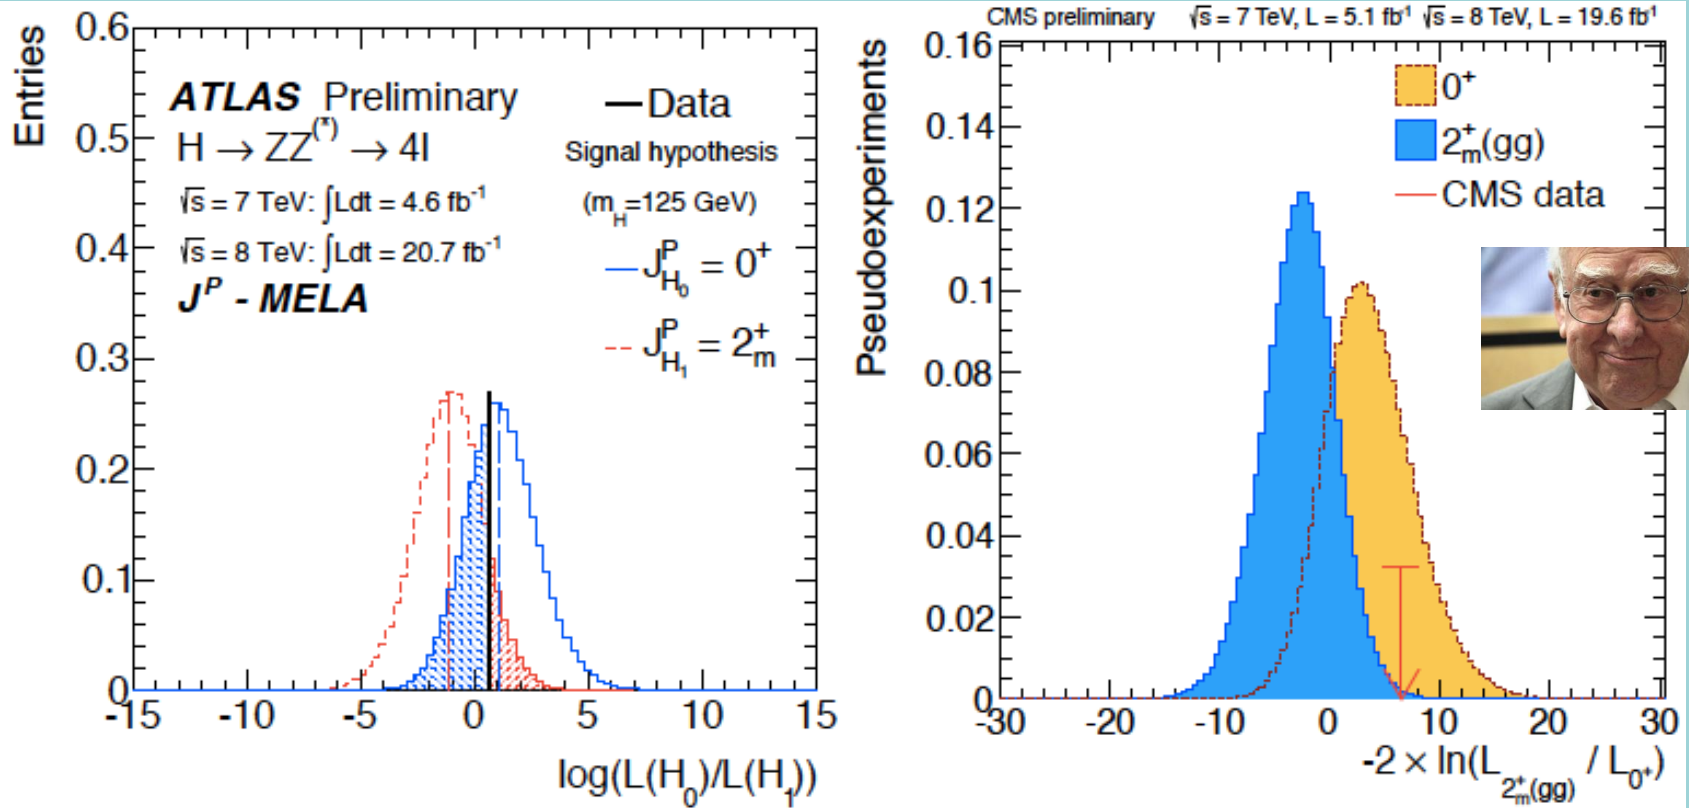 Entries
0.6
0.5
0.4
0.3
0.2
0.1
0
ATLAS Preliminary
H → ZZ(*) → 4l
√s = 7 TeV: ∫Ldt = 4.6 fb-1
√s = 8 TeV: ∫Ldt = 20.7 fb-1
JP - MELA
Data
Signal hypothesis
(mH=125 GeV)
JPH0 = 0+
JPH1 = 2+m
-15 -10 -5 0 5 10 15
log(L(H0)/L(H1))
CMS preliminary √s = 7 TeV, L = 5.1 fb-1 √s = 8 TeV, L = 19.6 fb-1
Pseudoexperiments
0.16
0.14
0.12
0.1
0.08
0.06
0.04
0.02
0
0+
2+m(gg)
CMS data
-30 -20 -10 0 10 20 30
-2 × ln(L2+m(gg) / L0+)